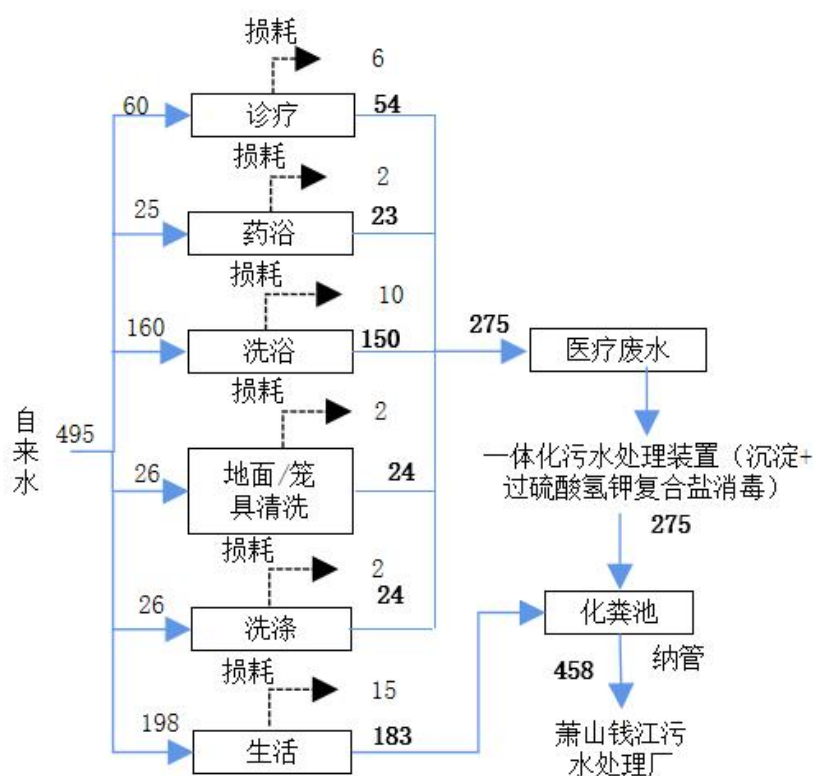 损耗
6
60
诊疗
54
损耗
2
25
药浴
23
损耗
10
160
洗浴
150
275
医疗废水
损耗
2
自来水
495
26
地面/笼
具清洗
24
一体化污水处理装置（沉淀+
过硫酸氢钾复合盐消毒）
275
损耗
2
26
洗涤
24
化粪池
458
纳管
损耗
15
198
生活
183
萧山钱江污
水处理厂